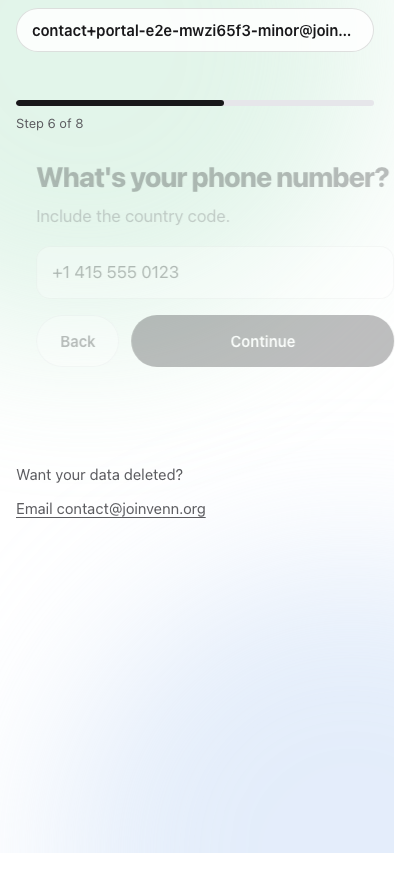 contact+portal-e2e-mwzi65f3-minor@join...
Step 6 of 8
What's your phone number?
Include the country code.
+1 415 555 0123
Back
Continue
Want your data deleted?
Email contact@joinvenn.org